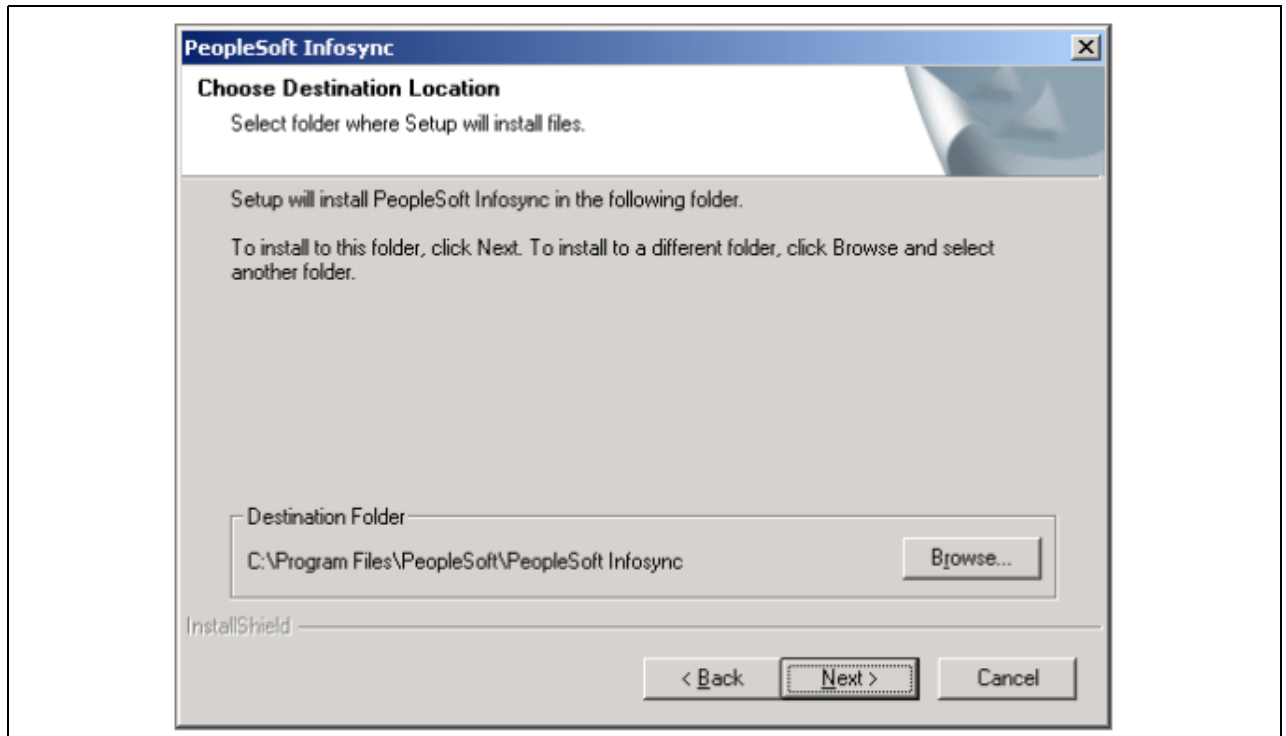 PeopleSoft Infosync
Choose Destination Location
Select folder where Setup will install files.
Setup will install PeopleSoft Infosync in the following folder.
To install to this folder, click Next. To install to a different folder, click Browse and select
another folder.
Destination Folder
C:\Program Files\PeopleSoft\PeopleSoft Infosync
Browse...
InstallShield
< Back
Next >
Cancel